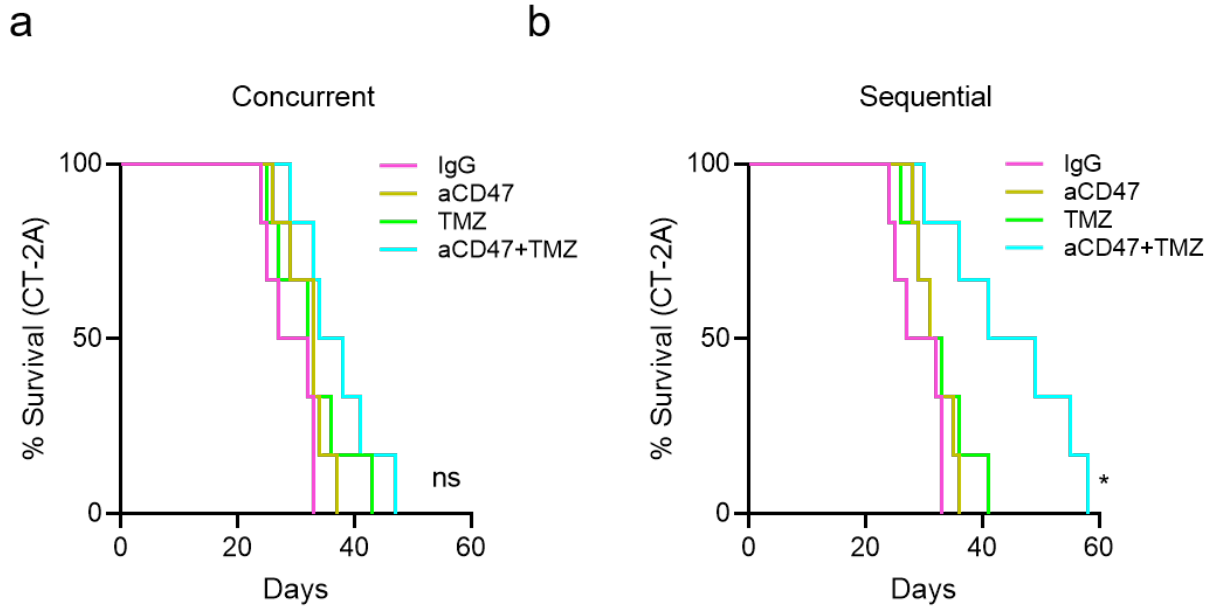 a
Concurrent
% Survival (CT-2A)
100
50
0
0 20 40 60
Days
IgG
aCD47
TMZ
aCD47+TMZ
ns
b
Sequential
% Survival (CT-2A)
100
50
0
0 20 40 60
Days
IgG
aCD47
TMZ
aCD47+TMZ
*